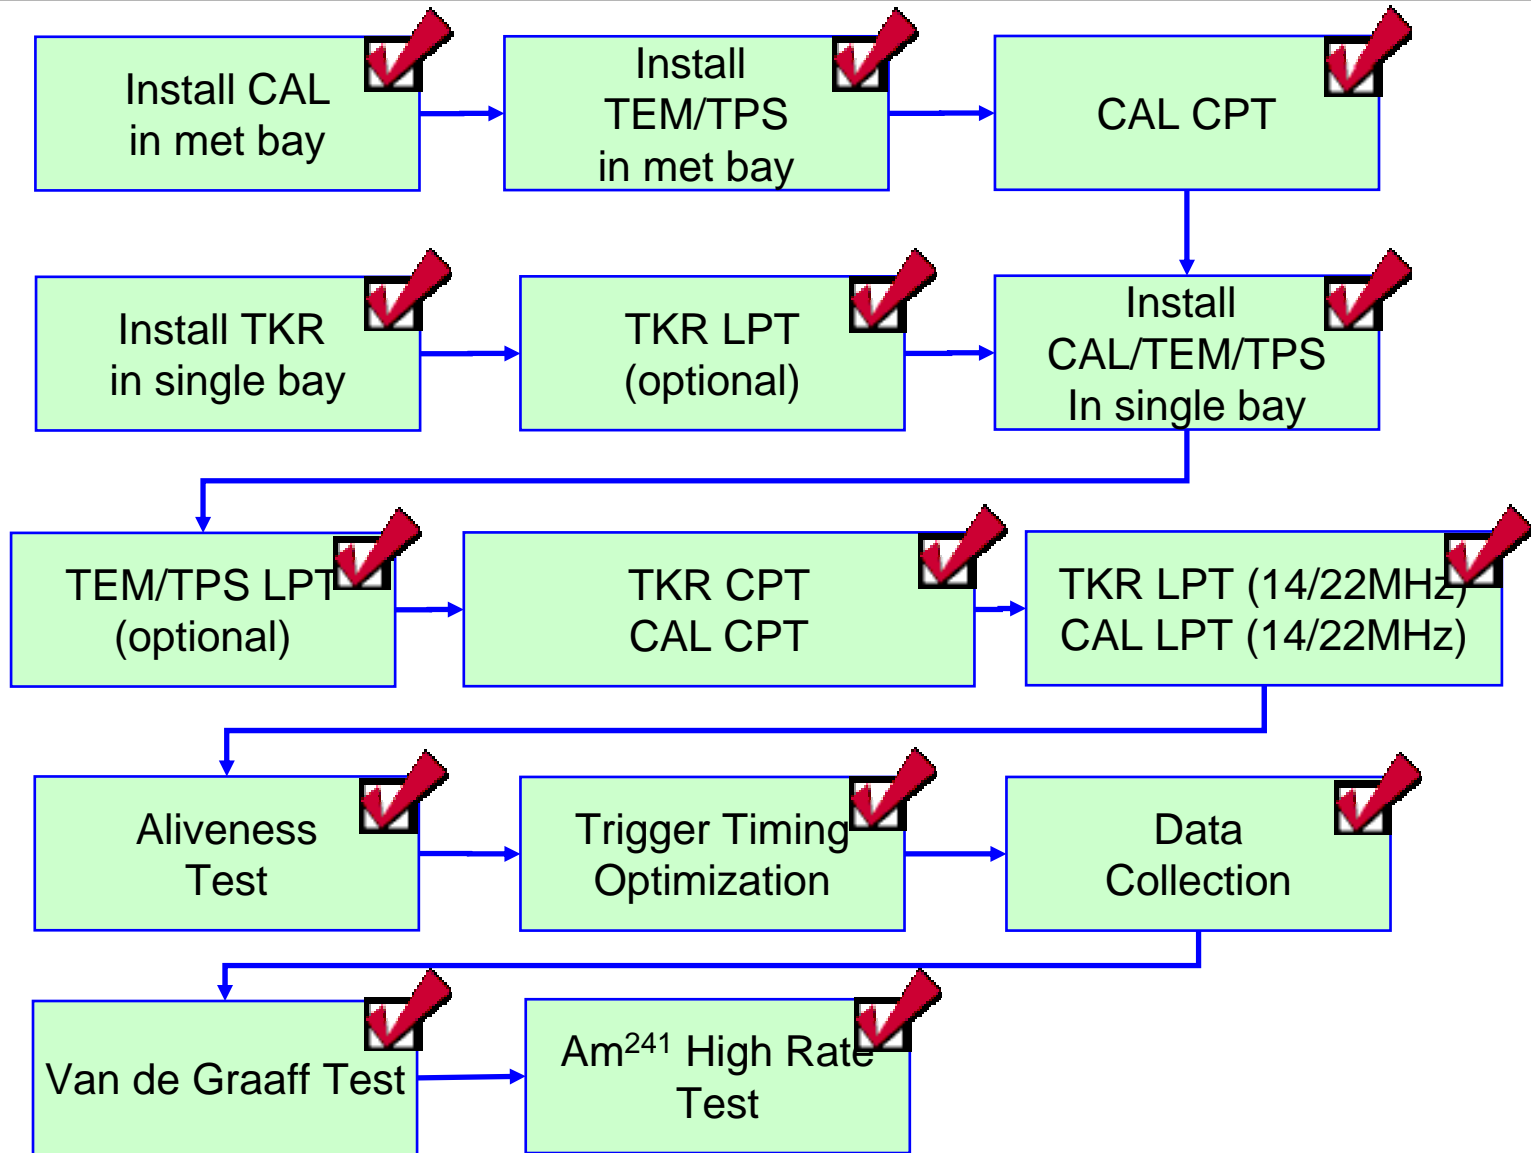 Install CAL
in met bay
Install
TEM/TPS
in met bay
CAL CPT
Install TKR
in single bay
TKR LPT
(optional)
Install
CAL/TEM/TPS
In single bay
TEM/TPS LPT
(optional)
TKR CPT
CAL CPT
TKR LPT (14/22MHz)
CAL LPT (14/22MHz)
Aliveness
Test
Trigger Timing
Optimization
Data
Collection
Van de Graaff Test
Am²⁴¹ High Rate
Test